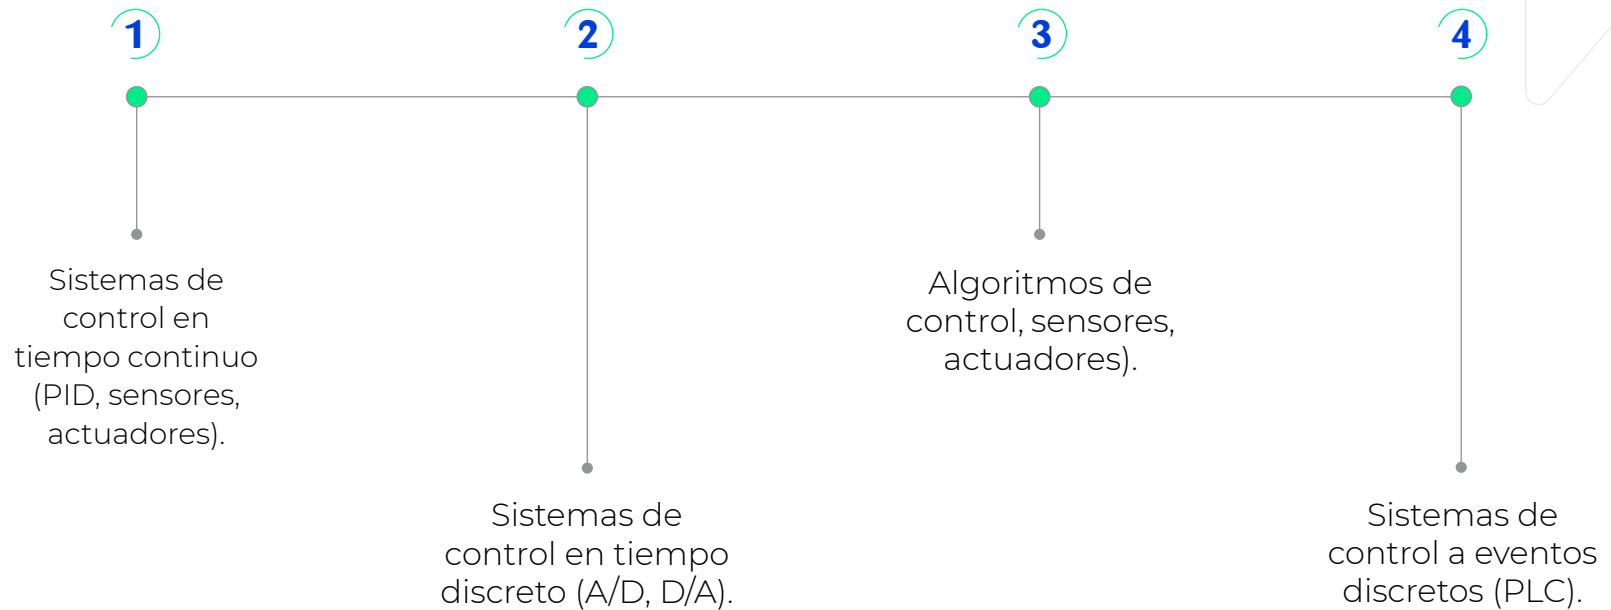 1
Sistemas de
control en
tiempo continuo
(PID, sensores,
actuadores).
2
Sistemas de
control en tiempo
discreto (A/D, D/A).
3
Algoritmos de
control, sensores,
actuadores).
4
Sistemas de
control a eventos
discretos (PLC).